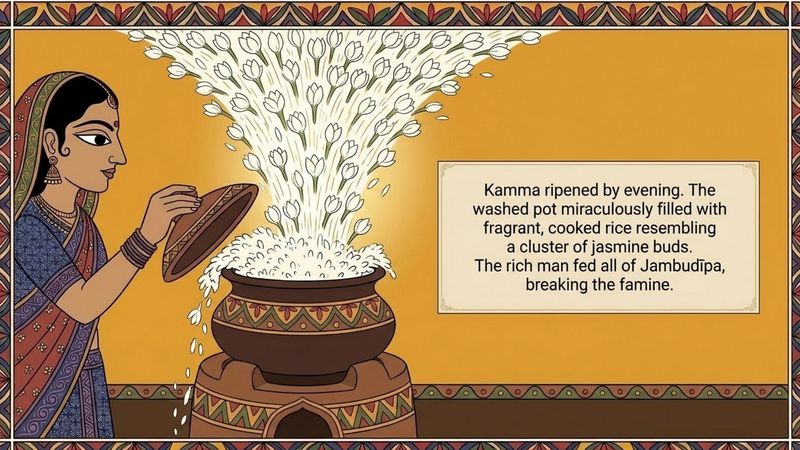 Kamma ripened by evening. The
washed pot miraculously filled with
fragrant, cooked rice resembling
a cluster of jasmine buds.
The rich man fed all of Jambudīpa,
breaking the famine.